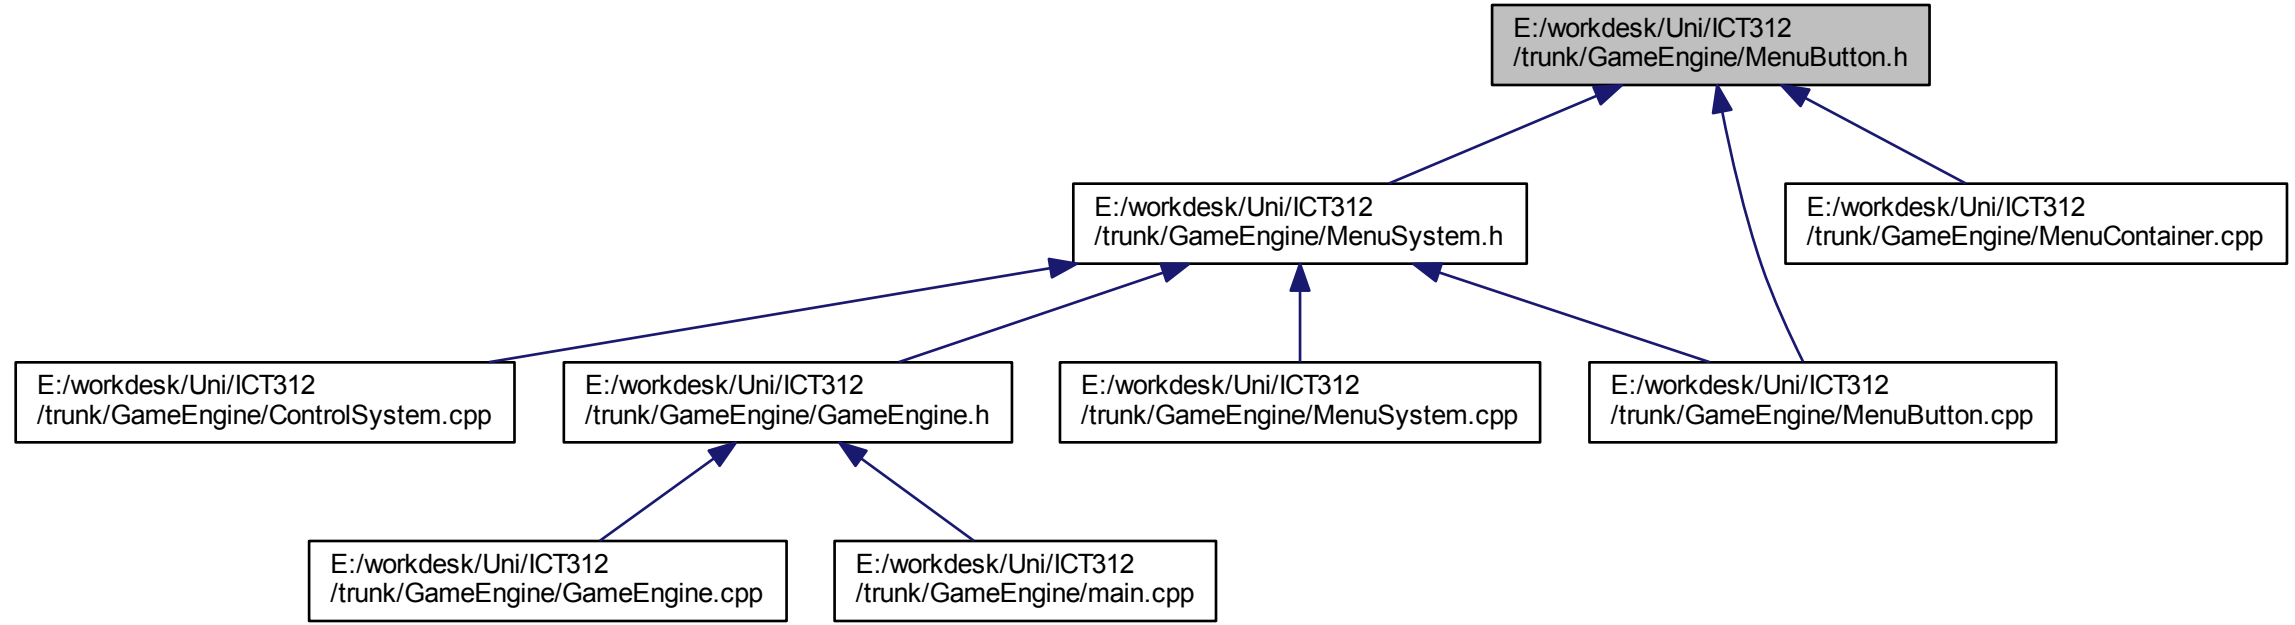 E:/workdesk/Uni/ICT312
/trunk/GameEngine/MenuButton.h
E:/workdesk/Uni/ICT312
/trunk/GameEngine/MenuSystem.h
E:/workdesk/Uni/ICT312
/trunk/GameEngine/MenuContainer.cpp
E:/workdesk/Uni/ICT312
/trunk/GameEngine/ControlSystem.cpp
E:/workdesk/Uni/ICT312
/trunk/GameEngine/GameEngine.h
E:/workdesk/Uni/ICT312
/trunk/GameEngine/MenuSystem.cpp
E:/workdesk/Uni/ICT312
/trunk/GameEngine/MenuButton.cpp
E:/workdesk/Uni/ICT312
/trunk/GameEngine/GameEngine.cpp
E:/workdesk/Uni/ICT312
/trunk/GameEngine/main.cpp